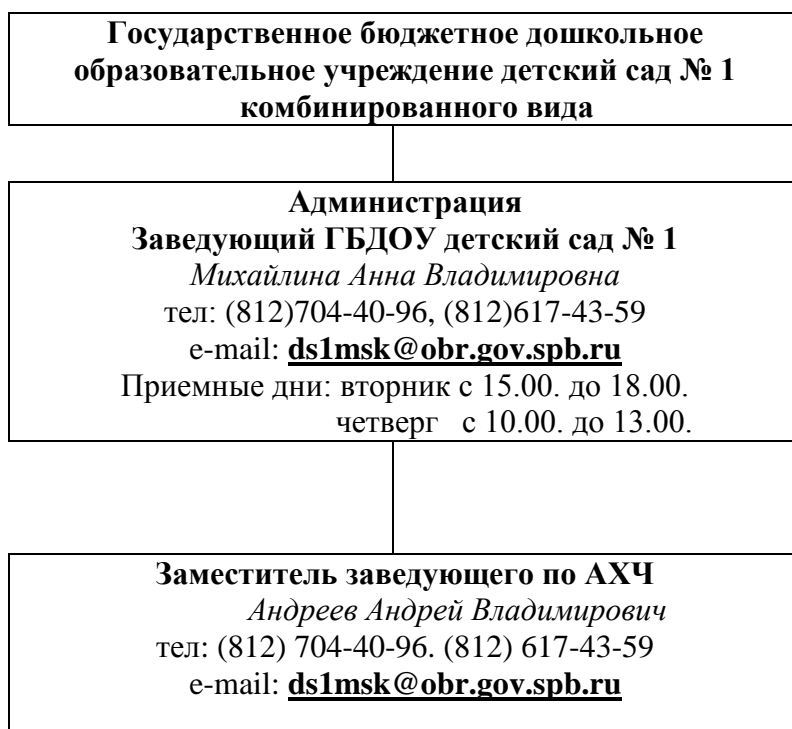 Государственное бюджетное дошкольное
образовательное учреждение детский сад № 1
комбинированного вида
Администрация
Заведующий ГБДОУ детский сад № 1
Михайлина Анна Владимировна
тел: (812)704-40-96, (812)617-43-59
e-mail: ds1msk@obr.gov.spb.ru
Приемные дни: вторник с 15.00. до 18.00.
четверг с 10.00. до 13.00.
Заместитель заведующего по АХЧ
Андреев Андрей Владимирович
тел: (812) 704-40-96. (812) 617-43-59
e-mail: ds1msk@obr.gov.spb.ru